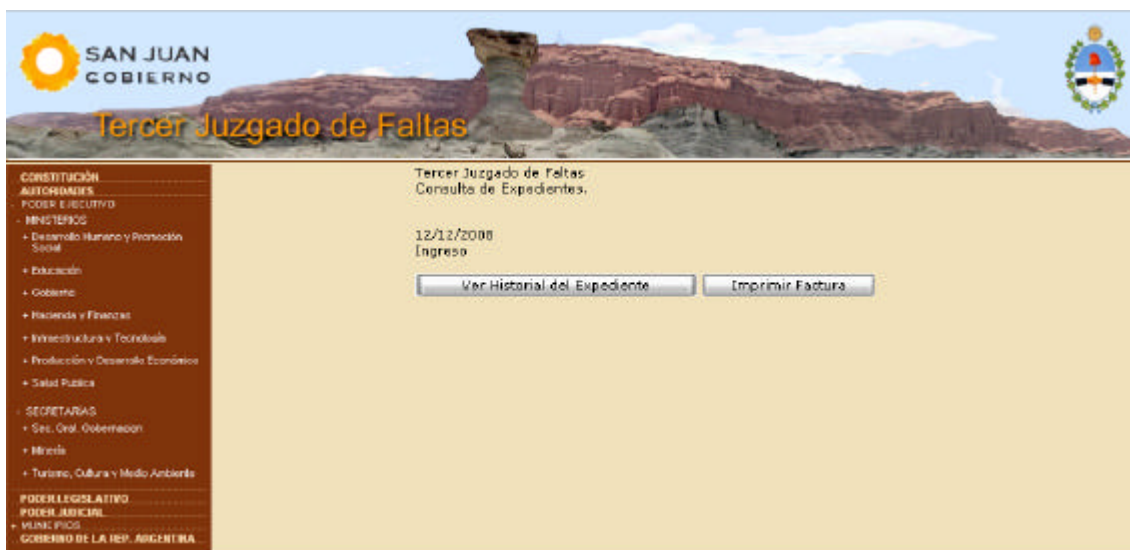 SAN JUAN
GOBIERNO
Tercer Juzgado de Faltas
CONSTITUCIÓN
AUTORIDADES
- PODER EJECUTIVO
- MINISTERIOS
+ Desarrollo Humano y Promoción
Social
+ Educación
+ Gobierno
+ Hacienda y Finanzas
+ Infraestructura y Tecnología
+ Producción y Desarrollo Económico
+ Salud Publica
- SECRETARÍAS
+ Sec. Gral. Gobernacion
+ Minería
+ Turismo, Cultura y Medio Ambiente
PODER LEGISLATIVO
PODER JUDICIAL
+ MUNICIPIOS
GOBIERNO DE LA REP. ARGENTINA
Tercer Juzgado de Faltas
Consulta de Expedientes.
12/12/2008
Ingreso
Ver Historial del Expediente
Imprimir Factura